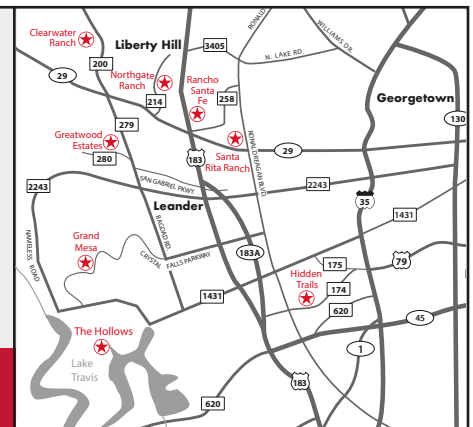 Clearwater
Ranch
Liberty Hill
3405
RONALD
WILLIAMS DR.
N. LAKE RD.
200
29
Northgate
Ranch
Rancho
Santa
Fe
214
258
Georgetown
130
279
Greatwood
Estates
280
183
Santa
Rita Ranch
RONALD REAGAN BLVD.
29
2243
SAN GABRIEL PKWY
2243
Leander
35
1431
NAMELESS ROAD
BAGDAD RD.
Grand
Mesa
CRYSTAL FALLS PARKWAY
183A
175
79
Hidden
Trails
174
1431
620
45
The Hollows
Lake
Travis
1
183
620